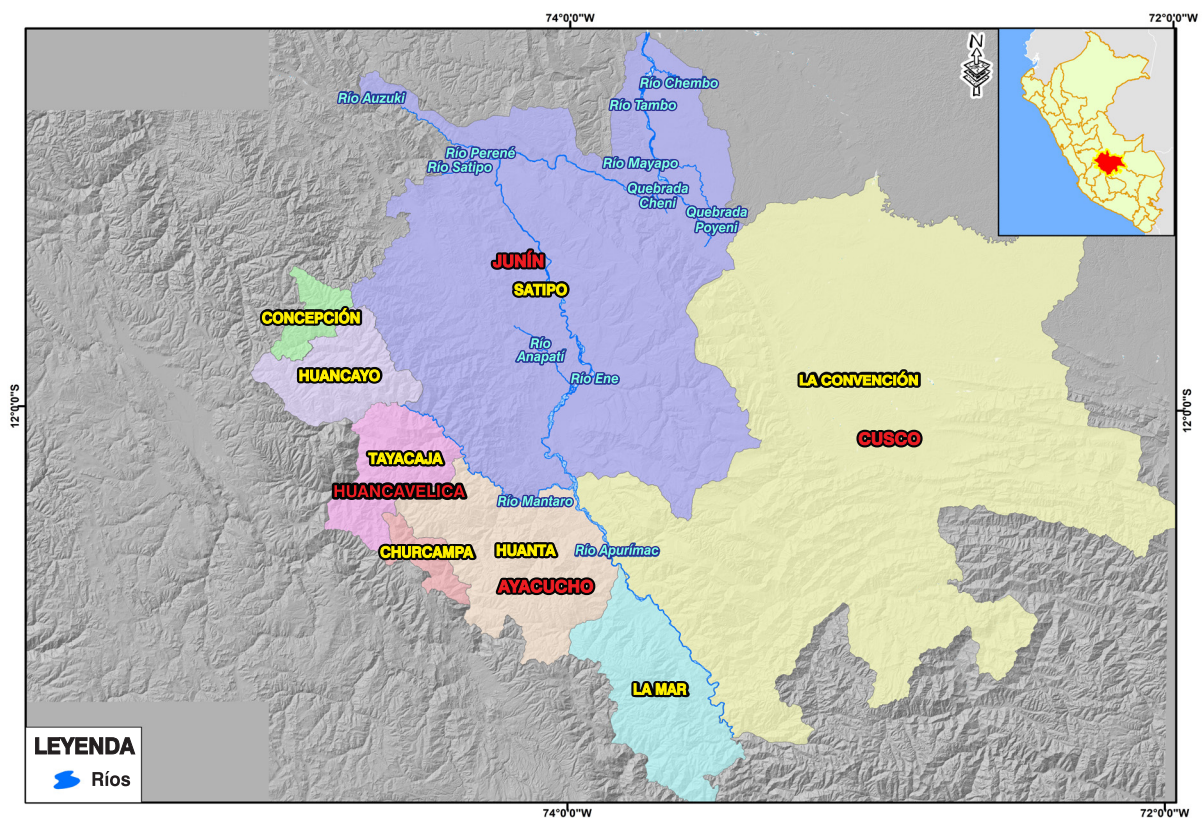 74°0'0"W
72°0'0"W
N
Río Chembo
Río Auzuki
Río Tambo
Río Perené
Río Satipo
Río Mayapo
Quebrada
Cheni
Quebrada
Poyeni
JUNÍN
SATIPO
CONCEPCIÓN
Río
Anapatí
HUANCAYO
Río Ene
LA CONVENCIÓN
12°0'0"S
12°0'0"S
CUSCO
TAYACAJA
HUANCAVELICA
Río Mantaro
CHURCAMPA
HUANTA
Río Apurímac
AYACUCHO
LA MAR
LEYENDA
Ríos
74°0'0"W
72°0'0"W